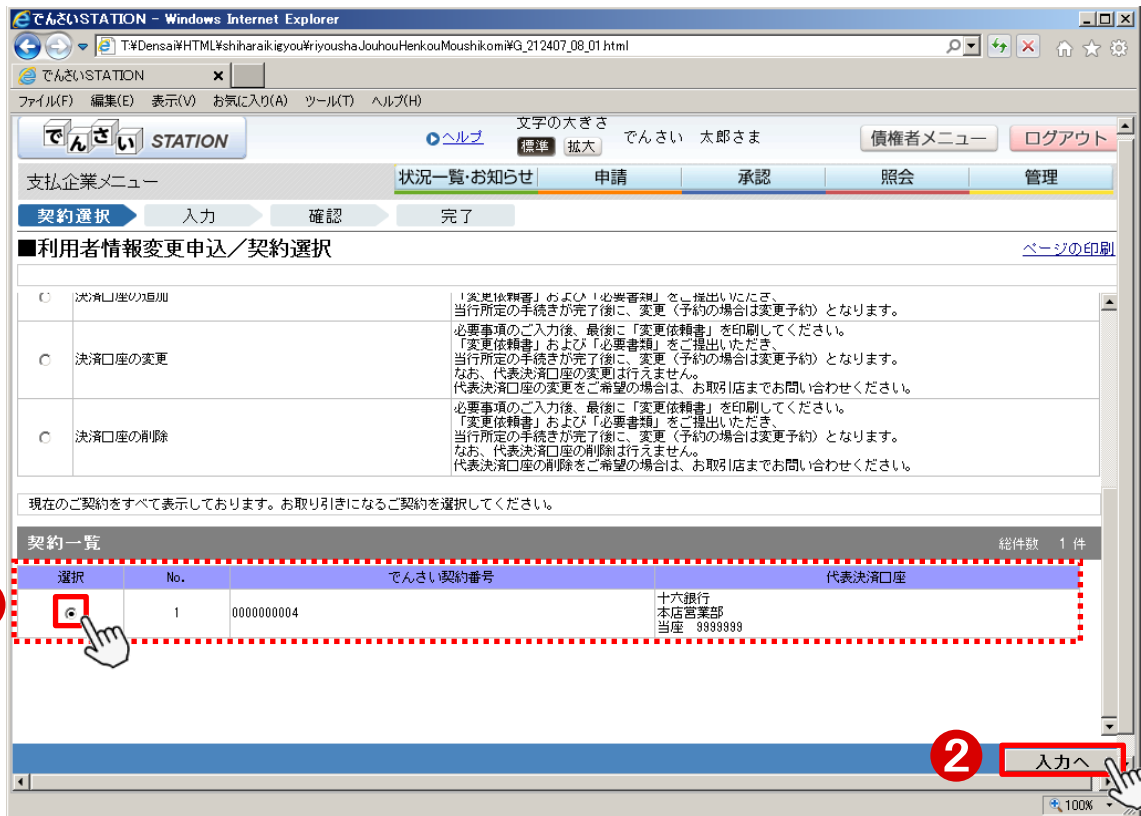 でんさいSTATION - Windows Internet Explorer
T:¥Densai¥HTML¥shiharaikigyou¥riyoushaJouhouHenkouMoushikomi¥G_212407_08_01.html
でんさいSTATION
ファイル(F) 編集(E) 表示(V) お気に入り(A) ツール(T) ヘルプ(H)
でんさい STATION
ヘルプ
文字の大きさ
標準 拡大
でんさい 太郎さま
債権者メニュー
ログアウト
支払企業メニュー
状況一覧・お知らせ 申請 承認 照会 管理
契約選択 入力 確認 完了
■利用者情報変更申込／契約選択
ページの印刷
決済口座の追加
「変更依頼書」および「必要書類」をご提出いただき、
当行所定の手続きが完了後に、変更（予約の場合は変更予約）となります。
決済口座の変更
必要事項のご入力後、最後に「変更依頼書」を印刷してください。
「変更依頼書」および「必要書類」をご提出いただき、
当行所定の手続きが完了後に、変更（予約の場合は変更予約）となります。
なお、代表決済口座の変更は行えません。
代表決済口座の変更をご希望の場合は、お取引店までお問い合わせください。
決済口座の削除
必要事項のご入力後、最後に「変更依頼書」を印刷してください。
「変更依頼書」および「必要書類」をご提出いただき、
当行所定の手続きが完了後に、変更（予約の場合は変更予約）となります。
なお、代表決済口座の削除は行えません。
代表決済口座の削除をご希望の場合は、お取引店までお問い合わせください。
現在のご契約をすべて表示しております。お取り引きになるご契約を選択してください。
契約一覧
総件数 1 件
選択 No. でんさい契約番号 代表決済口座
1 0000000004
十六銀行
本店営業部
当座 9999999
2
入力へ
100%